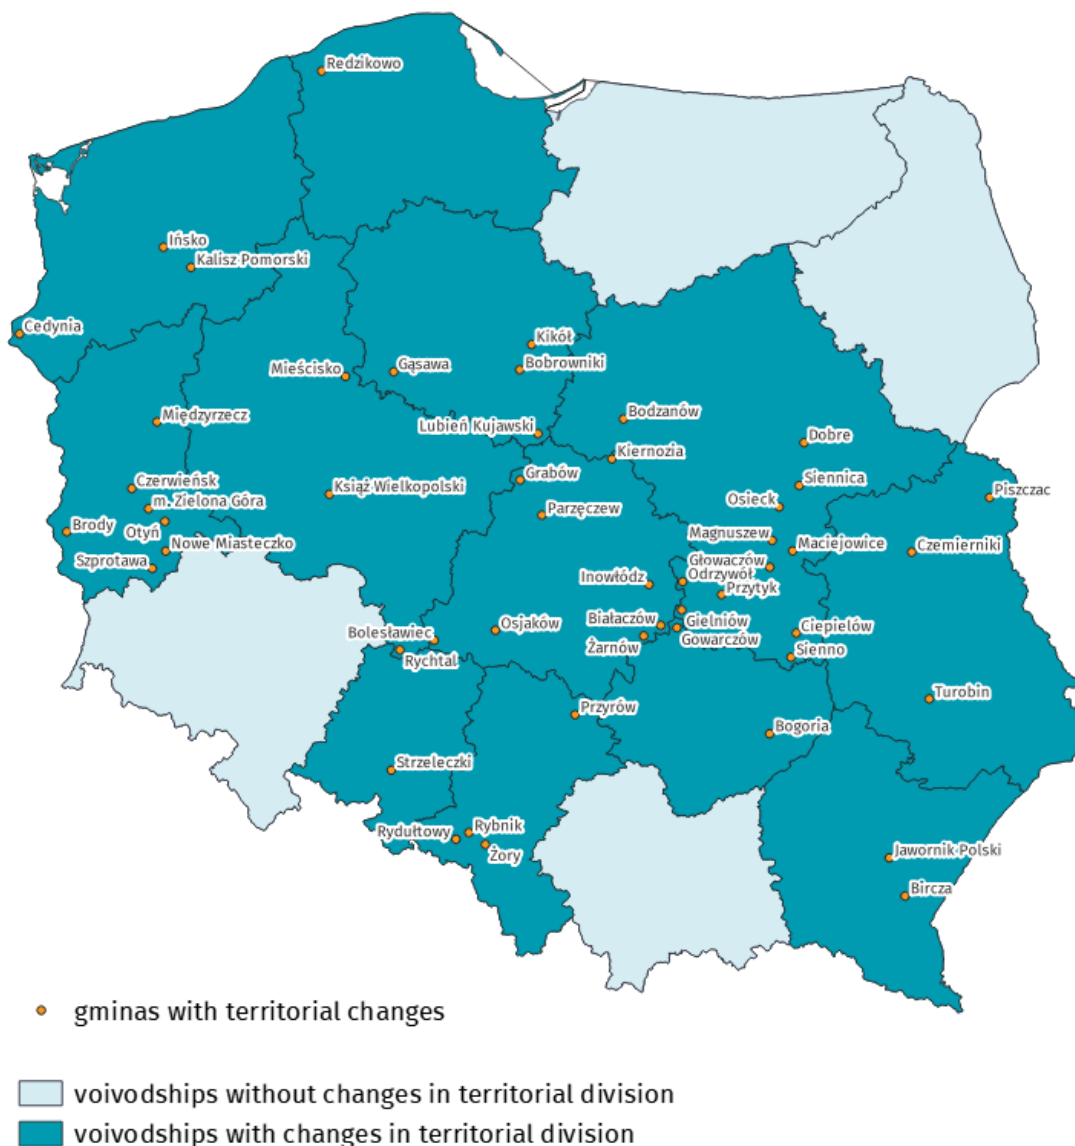 Redzikowo
Ińsko
Kalisz Pomorski
Cedynia
Kikół
Mieścisko
Gąsawa
Bobrowniki
Międzyrzecz
Bodzanów
Lubień Kujawski
Dobre
Kiernozia
Czerwieńsk
Książ Wielkopolski
Grabów
Siennica
Piszczac
m. Zielona Góra
Osieck
Parzęczew
Brody
Otyń
Magnuszew
Nowe Miasteczko
Maciejowice
Czemierniki
Szprotawa
Głowaczów
Odrzywół
Inowłódz
Przytyk
Białaczów
Gielniów
Bolesławiec
Osjaków
Ciepielów
Gowarczów
Żarnów
Rychtal
Sienno
Turobin
Przyrów
Bogoria
Strzeleczki
Rydułtowy
Rybnik
Żory
Jawornik Polski
Bircza
gminas with territorial changes
voivodships without changes in territorial division
voivodships with changes in territorial division